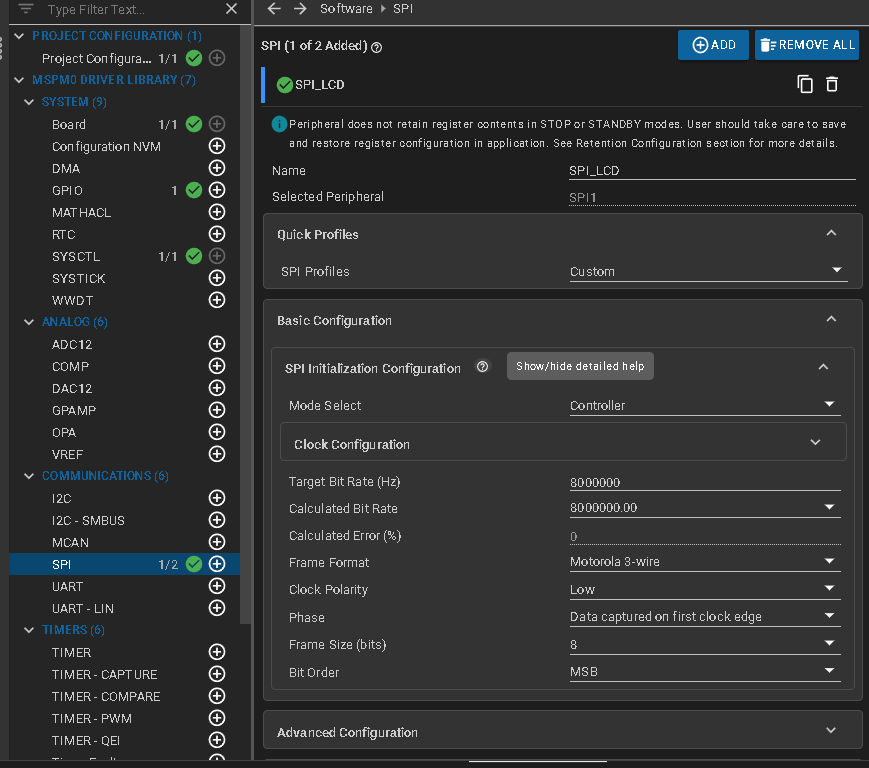 Type Filter Text...
PROJECT CONFIGURATION (1)
Project Configura... 1/1
MSPM0 DRIVER LIBRARY (7)
SYSTEM (9)
Board 1/1
Configuration NVM
DMA
GPIO 1
MATHACL
RTC
SYSCTL 1/1
SYSTICK
WWDT
ANALOG (6)
ADC12
COMP
DAC12
GPAMP
OPA
VREF
COMMUNICATIONS (6)
I2C
I2C - SMBUS
MCAN
SPI 1/2
UART
UART - LIN
TIMERS (6)
TIMER
TIMER - CAPTURE
TIMER - COMPARE
TIMER - PWM
TIMER - QEI
Software SPI
SPI (1 of 2 Added)
ADD
REMOVE ALL
SPI_LCD
Peripheral does not retain register contents in STOP or STANDBY modes. User should take care to save
and restore register configuration in application. See Retention Configuration section for more details.
Name SPI_LCD
Selected Peripheral SPI1
Quick Profiles
SPI Profiles Custom
Basic Configuration
SPI Initialization Configuration Show/hide detailed help
Mode Select Controller
Clock Configuration
Target Bit Rate (Hz) 8000000
Calculated Bit Rate 8000000.00
Calculated Error (%) 0
Frame Format Motorola 3-wire
Clock Polarity Low
Phase Data captured on first clock edge
Frame Size (bits) 8
Bit Order MSB
Advanced Configuration